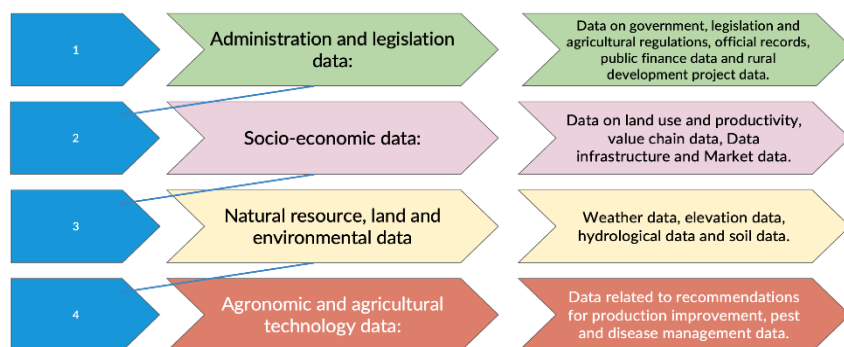 1
Administration and legislation
data:
Data on government, legislation and
agricultural regulations, official records,
public finance data and rural
development project data.
2
Socio-economic data:
Data on land use and productivity,
value chain data, Data
infrastructure and Market data.
3
Natural resource, land and
environmental data
Weather data, elevation data,
hydrological data and soil data.
4
Agronomic and agricultural
technology data:
Data related to recommendations
for production improvement, pest
and disease management data.